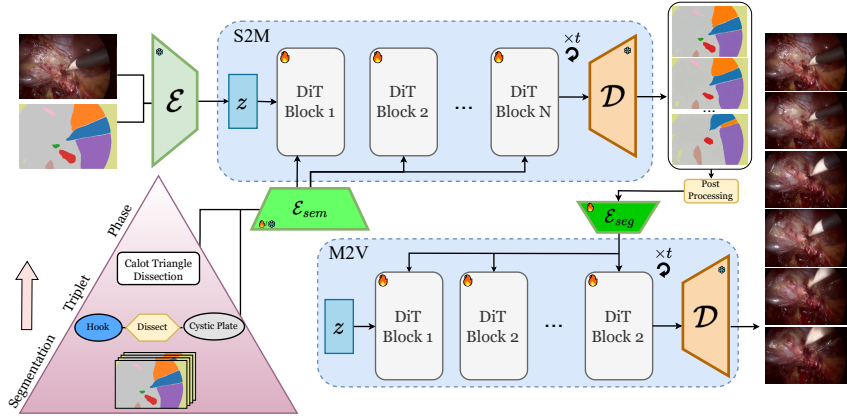 S2M
×t
ℰ
z
DiT
Block 1
DiT
Block 2
...
DiT
Block N
𝒟
...
Post
Processing
ℰsem
ℰseg
Phase
Triplet
Segmentation
Calot Triangle
Dissection
Hook
Dissect
Cystic Plate
M2V
×t
z
DiT
Block 1
DiT
Block 2
...
DiT
Block 2
𝒟